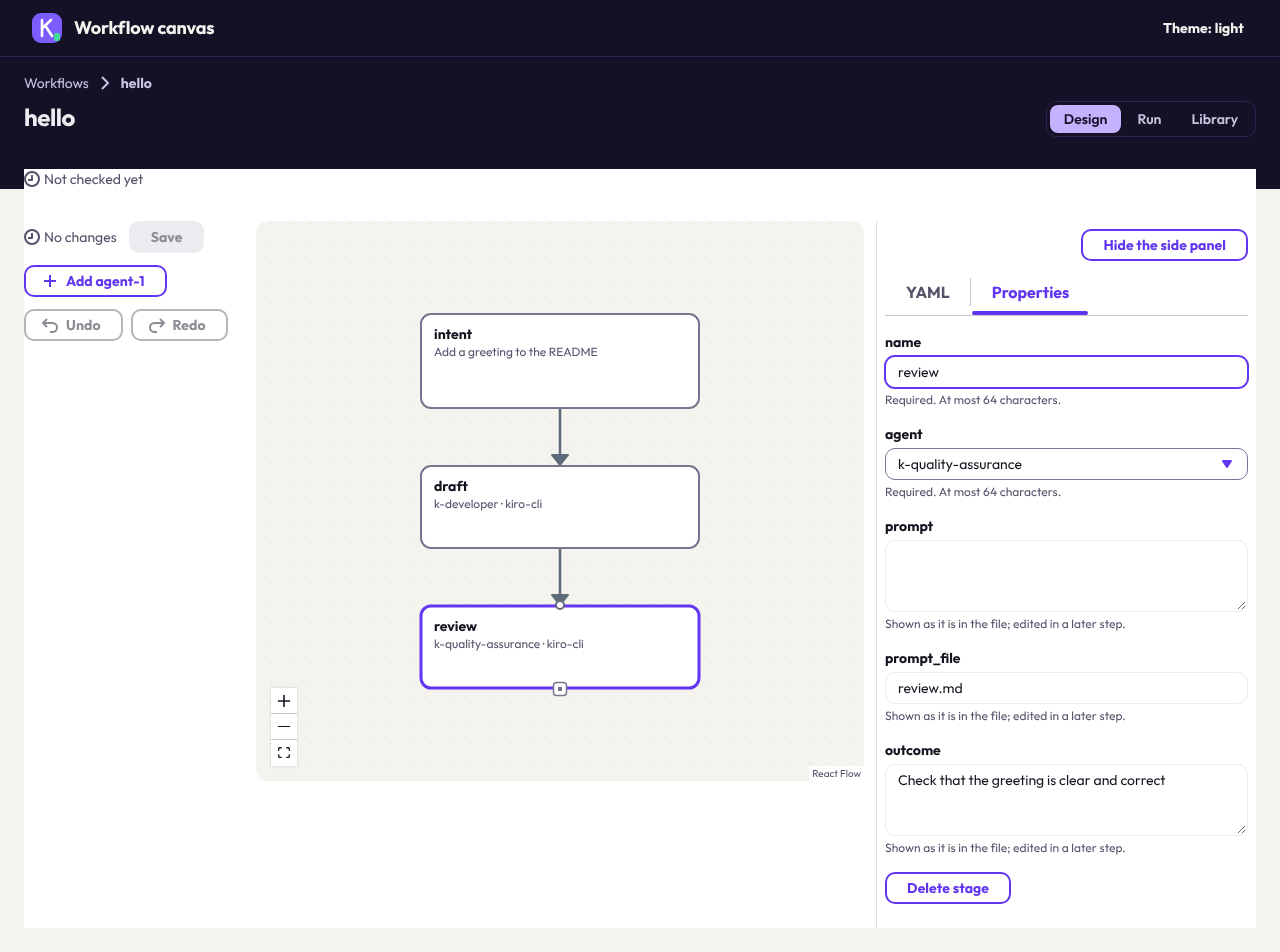 K Workflow canvas
Theme: light
Workflows hello
hello
Design Run Library
Not checked yet
No changes Save
Add agent-1
Undo Redo
intent
Add a greeting to the README
draft
k-developer · kiro-cli
review
k-quality-assurance · kiro-cli
React Flow
Hide the side panel
YAML Properties
name
review
Required. At most 64 characters.
agent
k-quality-assurance
Required. At most 64 characters.
prompt
Shown as it is in the file; edited in a later step.
prompt_file
review.md
Shown as it is in the file; edited in a later step.
outcome
Check that the greeting is clear and correct
Shown as it is in the file; edited in a later step.
Delete stage